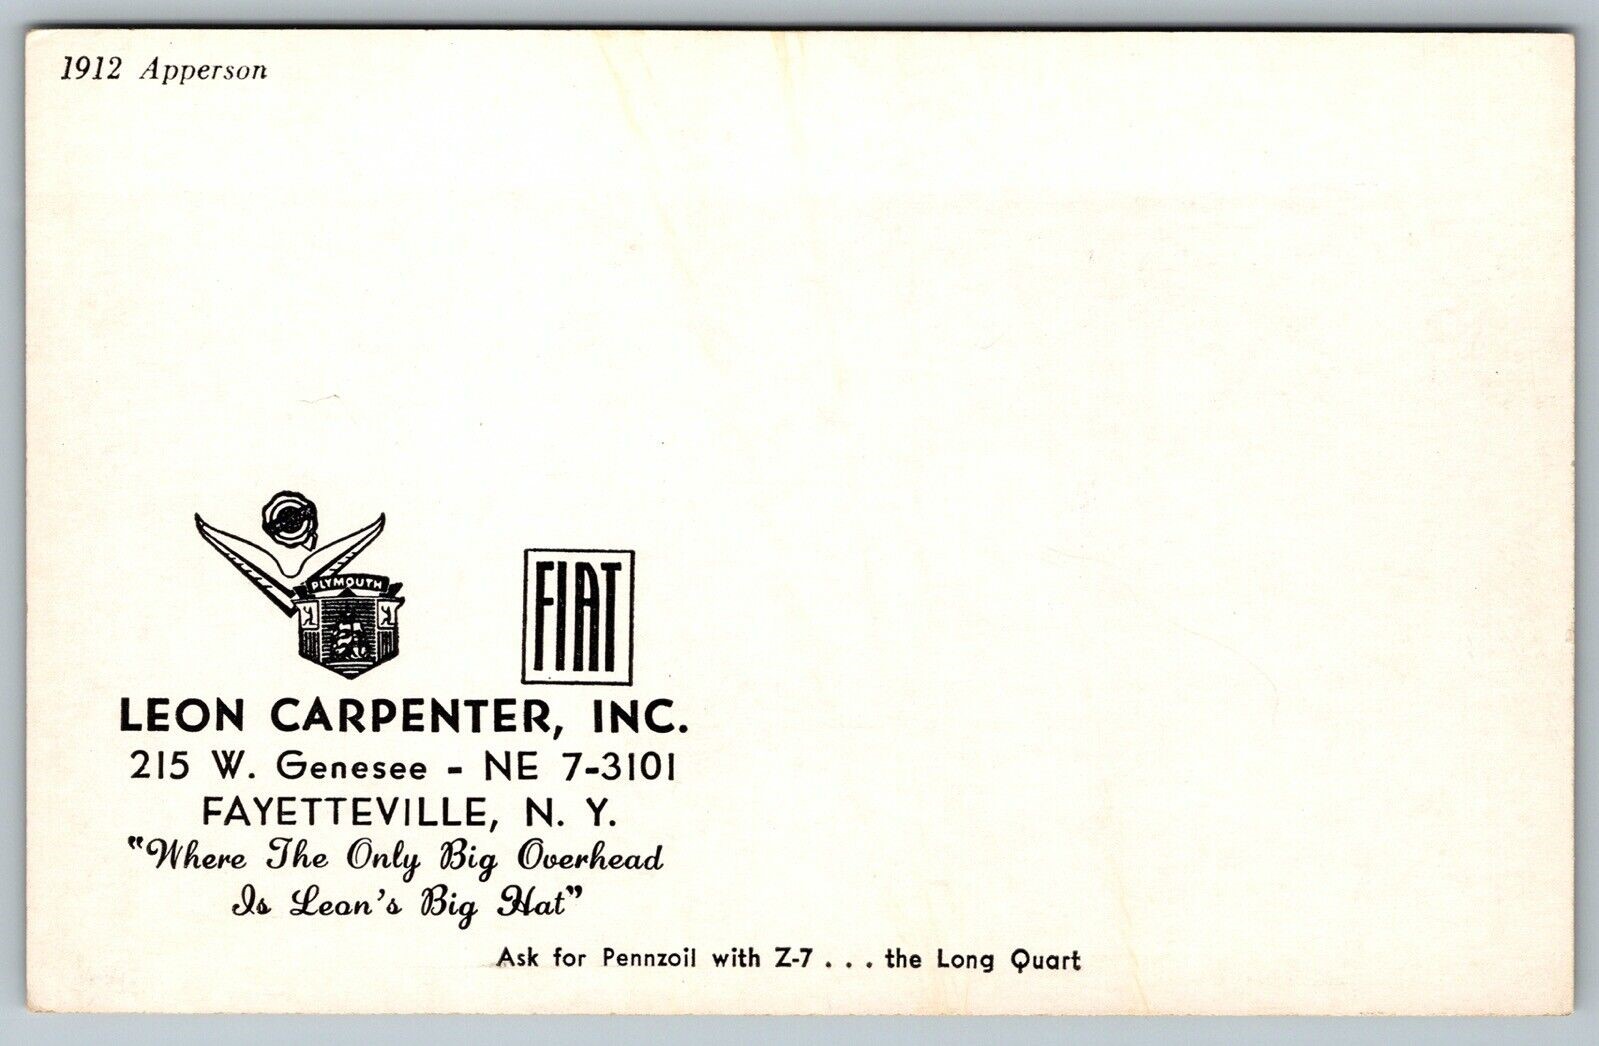 1912 Apperson
PLYMOUTH
FIAT
LEON CARPENTER, INC.
215 W. Genesee - NE 7-3101
FAYETTEVILLE, N. Y.
"Where The Only Big Overhead
Is Leon's Big Hat"
Ask for Pennzoil with Z-7 . . . the Long Quart